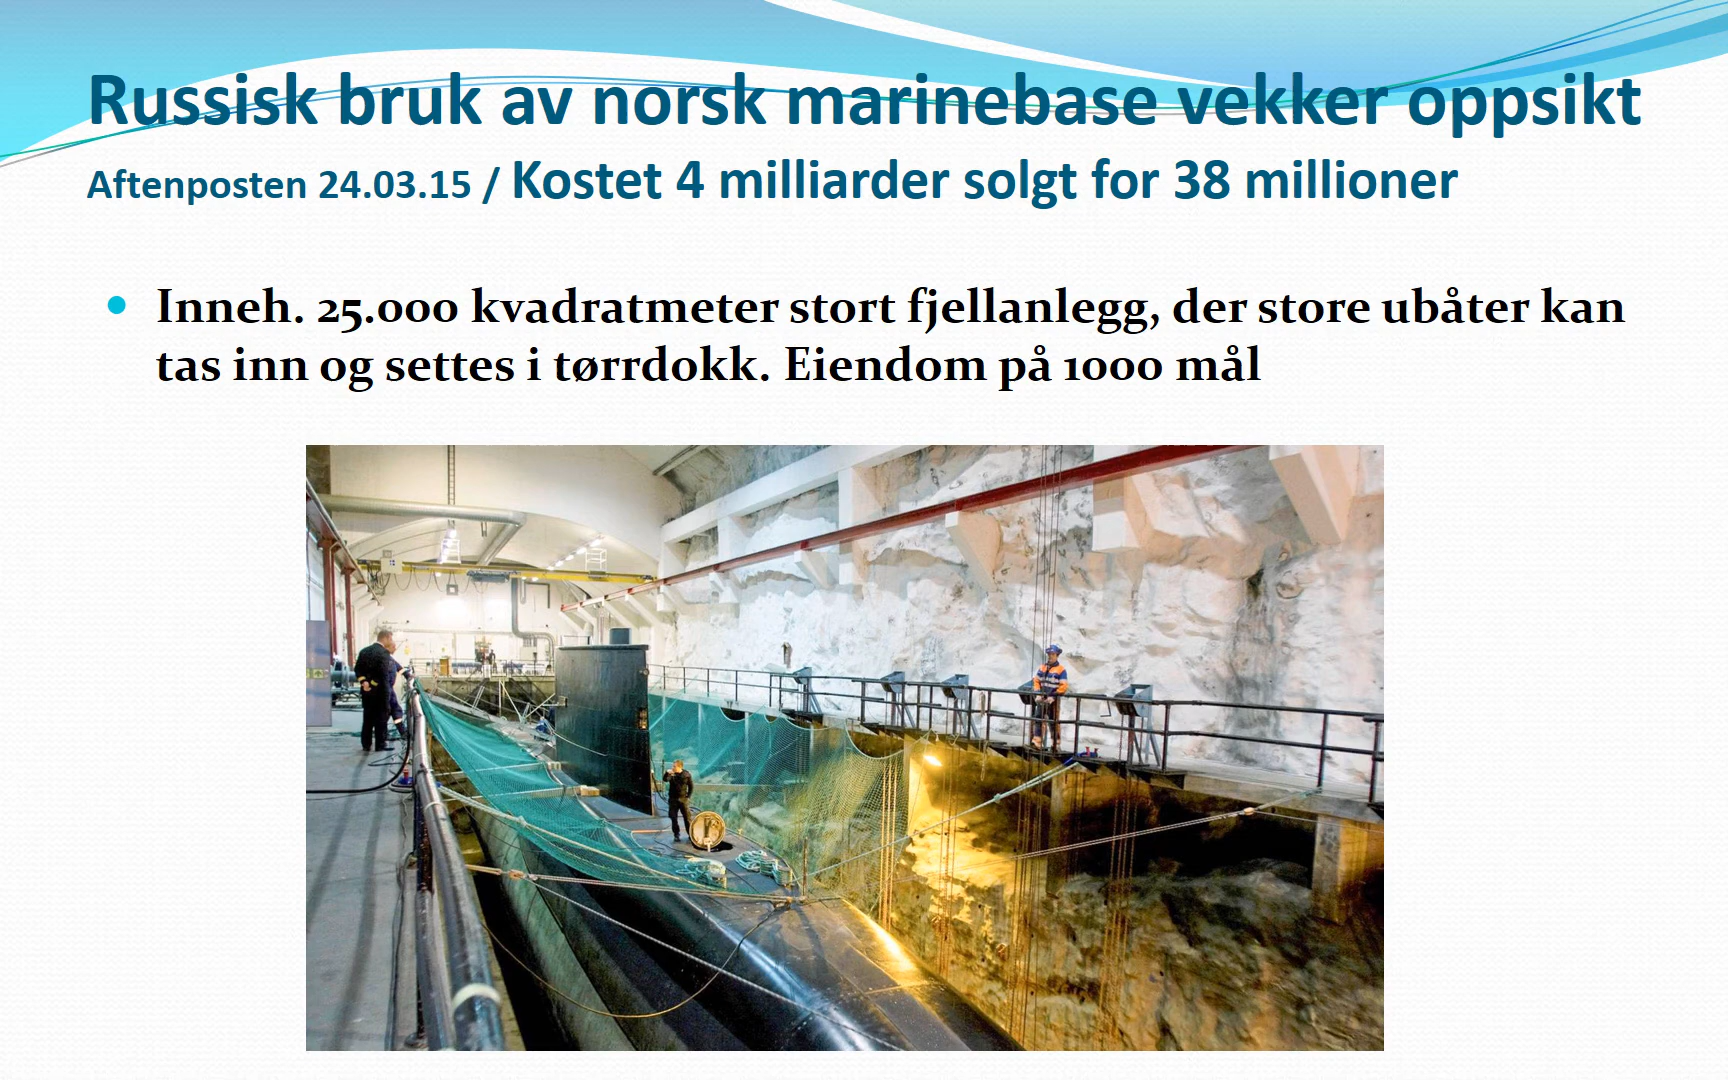 Russisk bruk av norsk marinebase vekker oppsikt
Aftenposten 24.03.15 / Kostet 4 milliarder solgt for 38 millioner
Inneh. 25.000 kvadratmeter stort fjellanlegg, der store ubåter kan
tas inn og settes i tørrdokk. Eiendom på 1000 mål